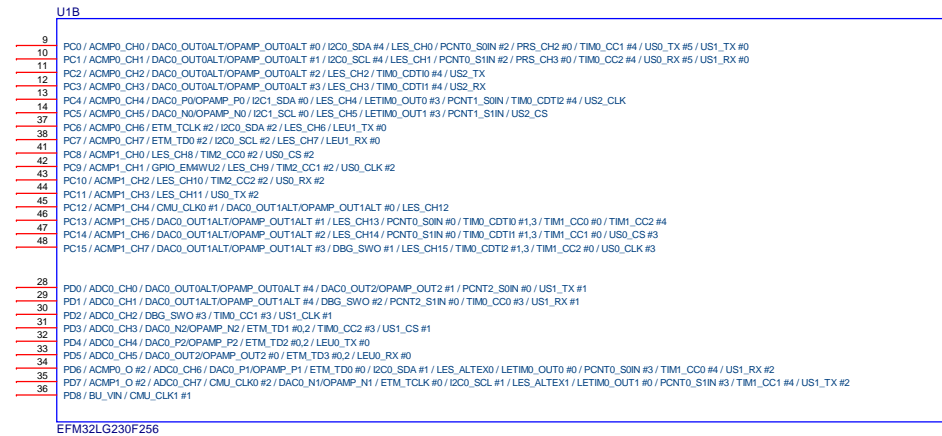 U1B
9 PC0 / ACMP0_CH0 / DAC0_OUT0ALT/OPAMP_OUT0ALT #0 / I2C0_SDA #4 / LES_CH0 / PCNT0_S0IN #2 / PRS_CH2 #0 / TIM0_CC1 #4 / US0_TX #5 / US1_TX #0
10 PC1 / ACMP0_CH1 / DAC0_OUT0ALT/OPAMP_OUT0ALT #1 / I2C0_SCL #4 / LES_CH1 / PCNT0_S1IN #2 / PRS_CH3 #0 / TIM0_CC2 #4 / US0_RX #5 / US1_RX #0
11 PC2 / ACMP0_CH2 / DAC0_OUT0ALT/OPAMP_OUT0ALT #2 / LES_CH2 / TIM0_CDTI0 #4 / US2_TX
12 PC3 / ACMP0_CH3 / DAC0_OUT0ALT/OPAMP_OUT0ALT #3 / LES_CH3 / TIM0_CDTI1 #4 / US2_RX
13 PC4 / ACMP0_CH4 / DAC0_P0/OPAMP_P0 / I2C1_SDA #0 / LES_CH4 / LETIM0_OUT0 #3 / PCNT1_S0IN / TIM0_CDTI2 #4 / US2_CLK
14 PC5 / ACMP0_CH5 / DAC0_N0/OPAMP_N0 / I2C1_SCL #0 / LES_CH5 / LETIM0_OUT1 #3 / PCNT1_S1IN / US2_CS
37 PC6 / ACMP0_CH6 / ETM_TCLK #2 / I2C0_SDA #2 / LES_CH6 / LEU1_TX #0
38 PC7 / ACMP0_CH7 / ETM_TD0 #2 / I2C0_SCL #2 / LES_CH7 / LEU1_RX #0
41 PC8 / ACMP1_CH0 / LES_CH8 / TIM2_CC0 #2 / US0_CS #2
42 PC9 / ACMP1_CH1 / GPIO_EM4WU2 / LES_CH9 / TIM2_CC1 #2 / US0_CLK #2
43 PC10 / ACMP1_CH2 / LES_CH10 / TIM2_CC2 #2 / US0_RX #2
44 PC11 / ACMP1_CH3 / LES_CH11 / US0_TX #2
45 PC12 / ACMP1_CH4 / CMU_CLK0 #1 / DAC0_OUT1ALT/OPAMP_OUT1ALT #0 / LES_CH12
46 PC13 / ACMP1_CH5 / DAC0_OUT1ALT/OPAMP_OUT1ALT #1 / LES_CH13 / PCNT0_S0IN #0 / TIM0_CDTI0 #1,3 / TIM1_CC0 #0 / TIM1_CC2 #4
47 PC14 / ACMP1_CH6 / DAC0_OUT1ALT/OPAMP_OUT1ALT #2 / LES_CH14 / PCNT0_S1IN #0 / TIM0_CDTI1 #1,3 / TIM1_CC1 #0 / US0_CS #3
48 PC15 / ACMP1_CH7 / DAC0_OUT1ALT/OPAMP_OUT1ALT #3 / DBG_SWO #1 / LES_CH15 / TIM0_CDTI2 #1,3 / TIM1_CC2 #0 / US0_CLK #3
28 PD0 / ADC0_CH0 / DAC0_OUT0ALT/OPAMP_OUT0ALT #4 / DAC0_OUT2/OPAMP_OUT2 #1 / PCNT2_S0IN #0 / US1_TX #1
29 PD1 / ADC0_CH1 / DAC0_OUT1ALT/OPAMP_OUT1ALT #4 / DBG_SWO #2 / PCNT2_S1IN #0 / TIM0_CC0 #3 / US1_RX #1
30 PD2 / ADC0_CH2 / DBG_SWO #3 / TIM0_CC1 #3 / US1_CLK #1
31 PD3 / ADC0_CH3 / DAC0_N2/OPAMP_N2 / ETM_TD1 #0,2 / TIM0_CC2 #3 / US1_CS #1
32 PD4 / ADC0_CH4 / DAC0_P2/OPAMP_P2 / ETM_TD2 #0,2 / LEU0_TX #0
33 PD5 / ADC0_CH5 / DAC0_OUT2/OPAMP_OUT2 #0 / ETM_TD3 #0,2 / LEU0_RX #0
34 PD6 / ACMP0_O #2 / ADC0_CH6 / DAC0_P1/OPAMP_P1 / ETM_TD0 #0 / I2C0_SDA #1 / LES_ALTEX0 / LETIM0_OUT0 #0 / PCNT0_S0IN #3 / TIM1_CC0 #4 / US1_RX #2
35 PD7 / ACMP1_O #2 / ADC0_CH7 / CMU_CLK0 #2 / DAC0_N1/OPAMP_N1 / ETM_TCLK #0 / I2C0_SCL #1 / LES_ALTEX1 / LETIM0_OUT1 #0 / PCNT0_S1IN #3 / TIM1_CC1 #4 / US1_TX #2
36 PD8 / BU_VIN / CMU_CLK1 #1
EFM32LG230F256